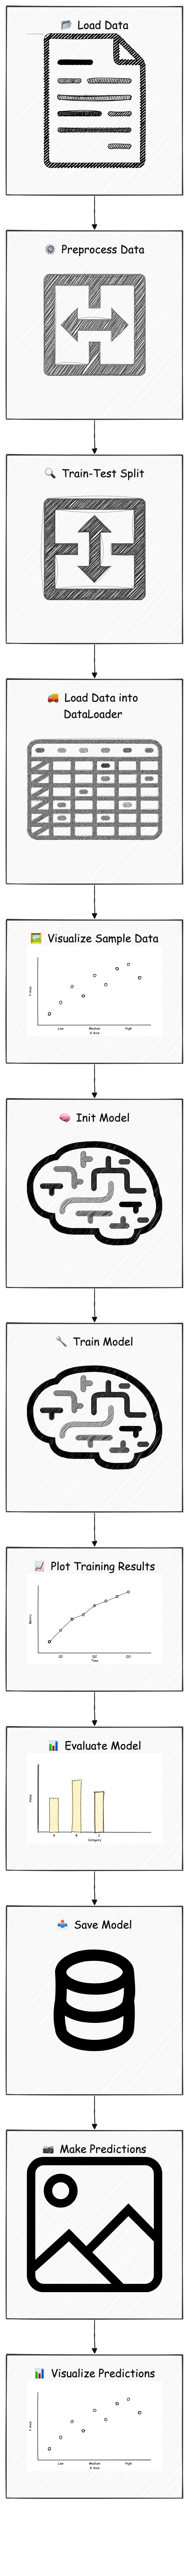 📂 Load Data
⚙️ Preprocess Data
🔍 Train-Test Split
🚚 Load Data into
DataLoader
🖼️ Visualize Sample Data
Y Axis
Low Medium High
X Axis
🧠 Init Model
🔧 Train Model
📈 Plot Training Results
Metric
Q1 Q2 Q3
Time
📊 Evaluate Model
Value
A B C
Category
📤 Save Model
📷 Make Predictions
📊 Visualize Predictions
Y Axis
Low Medium High
X Axis